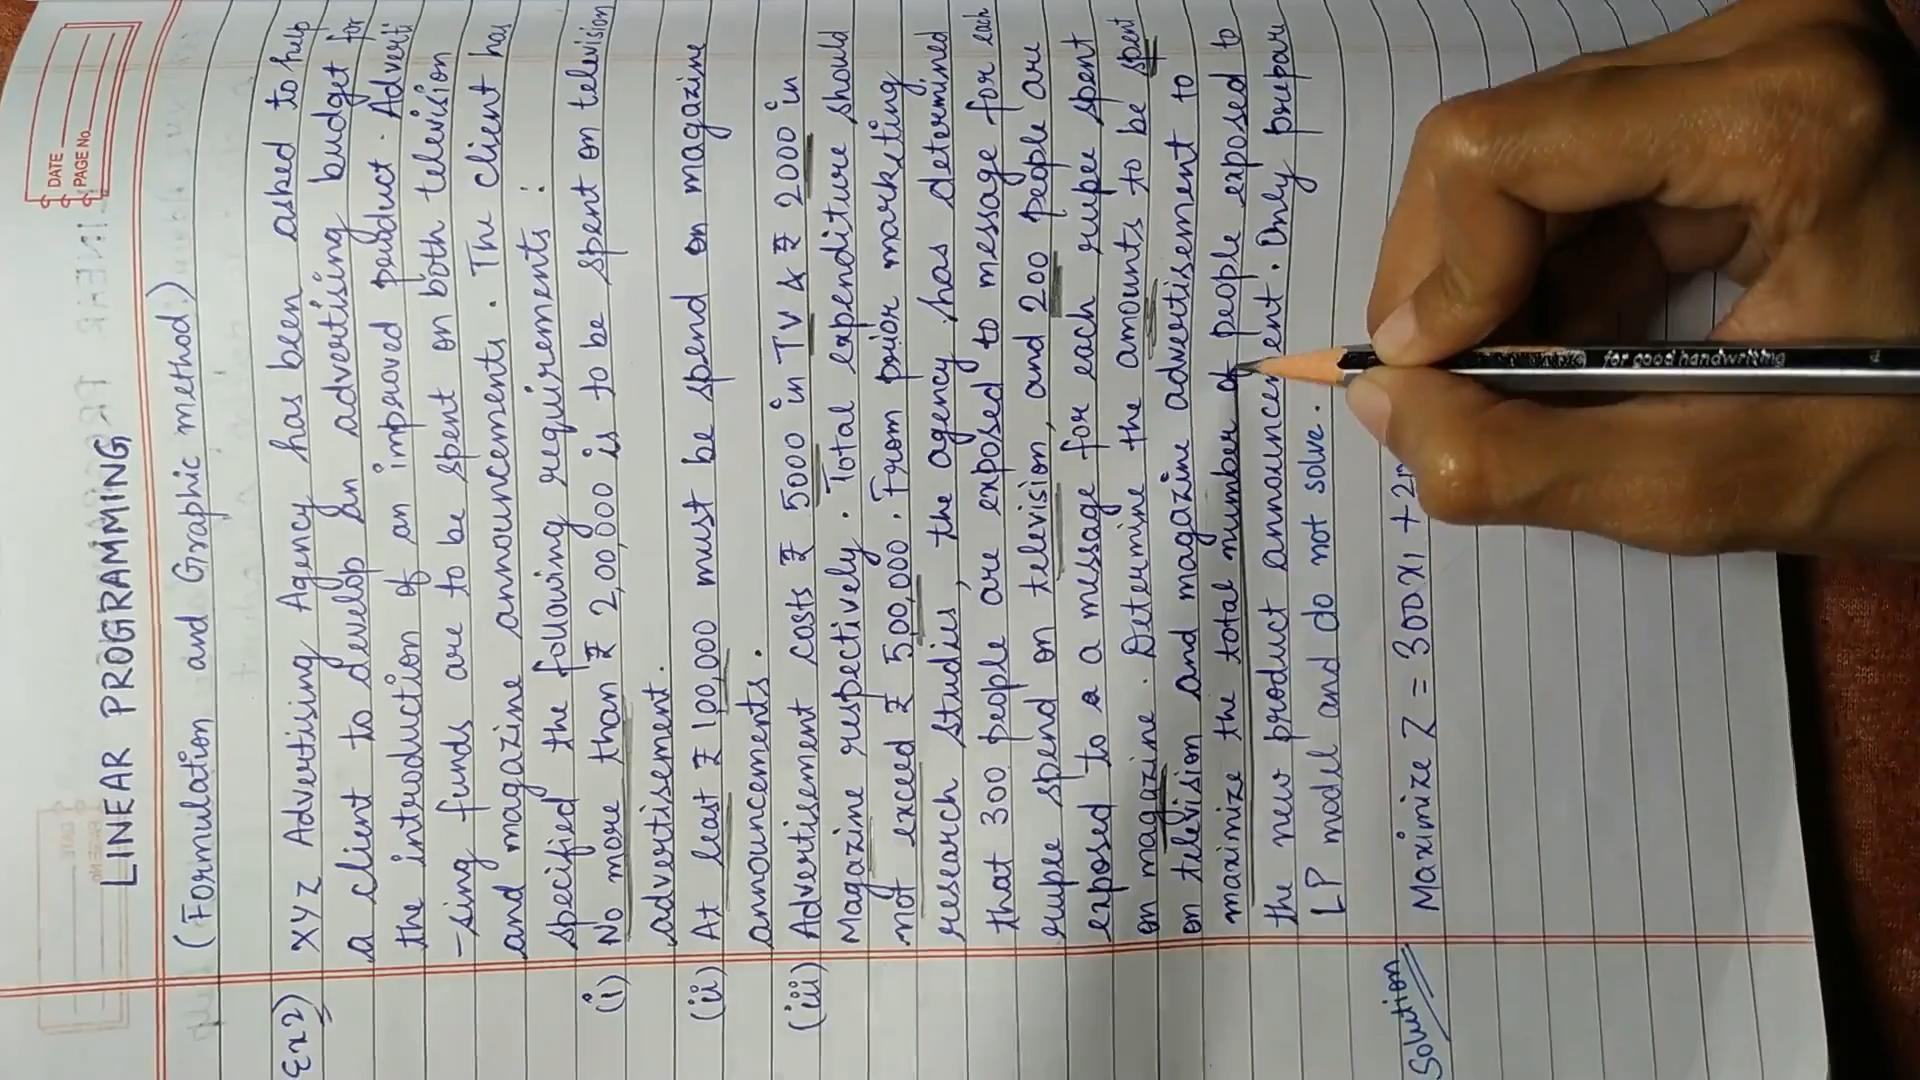 DATE
PAGE No.
LINEAR PROGRAMMING
(Formulation and Graphic method.)
Ex2) XYZ Advertising Agency has been asked to help
a client to develop an advertising budget for
the introduction of an improved product. Adverti
-sing funds are to be spent on both television
and magazine announcements. The client has
specified the following requirements:
(i) No more than ₹ 2,00,000 is to be spent on television
advertisement.
(ii) At least ₹ 100,000 must be spend on magazine
announcements.
(iii) Advertisement costs ₹ 5000 in TV & ₹ 2000 in
Magazine respectively. Total expenditure should
not exceed ₹ 500,000. From prior marketing
research studies, the agency has determined
that 300 people are exposed to message for each
rupee spend on television, and 200 people are
exposed to a message for each rupee spent
on magazine. Determine the amounts to be spent
on television and magazine advertisement to
maximize the total number of people exposed to
the new product announcement. Only prepare
LP model and do not solve.
Solution Maximize Z = 300x1 + 2
for good handwriting